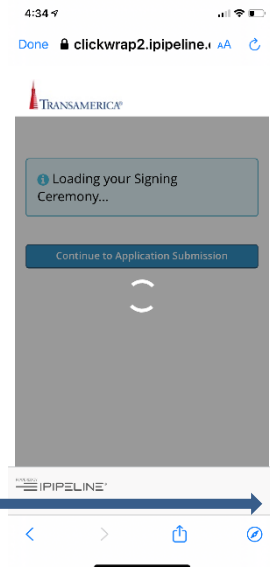 4:34
Done clickwrap2.ipipeline.c AA
TRANSAMERICA®
Loading your Signing
Ceremony...
Continue to Application Submission
IPIPELINE®